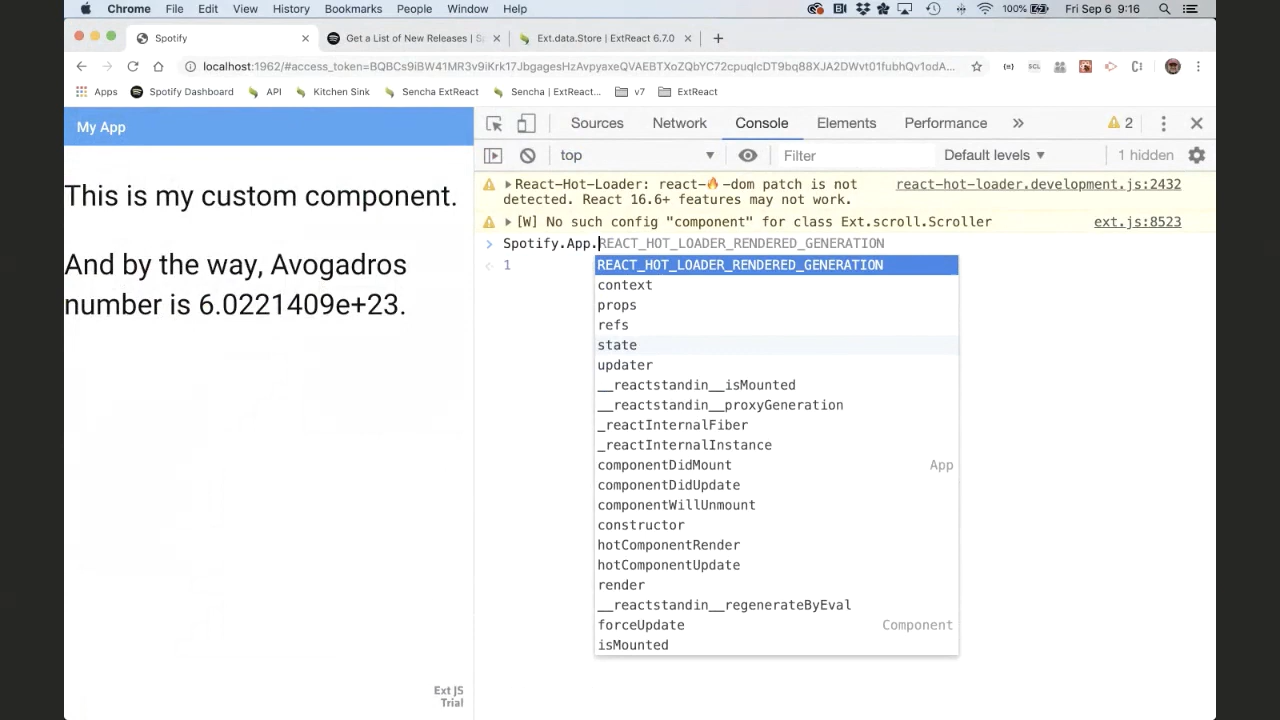 Chrome File Edit View History Bookmarks People Window Help 100% Fri Sep 6 9:16
Spotify Get a List of New Releases | S Ext.data.Store | ExtReact 6.7.0
localhost:1962/#access_token=BQBCs9iBW41MR3v9iKrk17JbgagesHzAvpyaxeQVAEBTXoZQbYC72cpuqlcDT9bq88XJA2DWvt01fubhQv1odA...
Apps Spotify Dashboard API Kitchen Sink Sencha ExtReact Sencha | ExtReact... v7 ExtReact
My App
Sources Network Console Elements Performance » 2
top Filter Default levels 1 hidden
This is my custom component.
And by the way, Avogadros
number is 6.0221409e+23.
React-Hot-Loader: react-🔥-dom patch is not react-hot-loader.development.js:2432
detected. React 16.6+ features may not work.
[W] No such config "component" for class Ext.scroll.Scroller ext.js:8523
Spotify.App.REACT_HOT_LOADER_RENDERED_GENERATION
1
REACT_HOT_LOADER_RENDERED_GENERATION
context
props
refs
state
updater
__reactstandin__isMounted
__reactstandin__proxyGeneration
_reactInternalFiber
_reactInternalInstance
componentDidMount App
componentDidUpdate
componentWillUnmount
constructor
hotComponentRender
hotComponentUpdate
render
__reactstandin__regenerateByEval
forceUpdate Component
isMounted
Ext JS
Trial